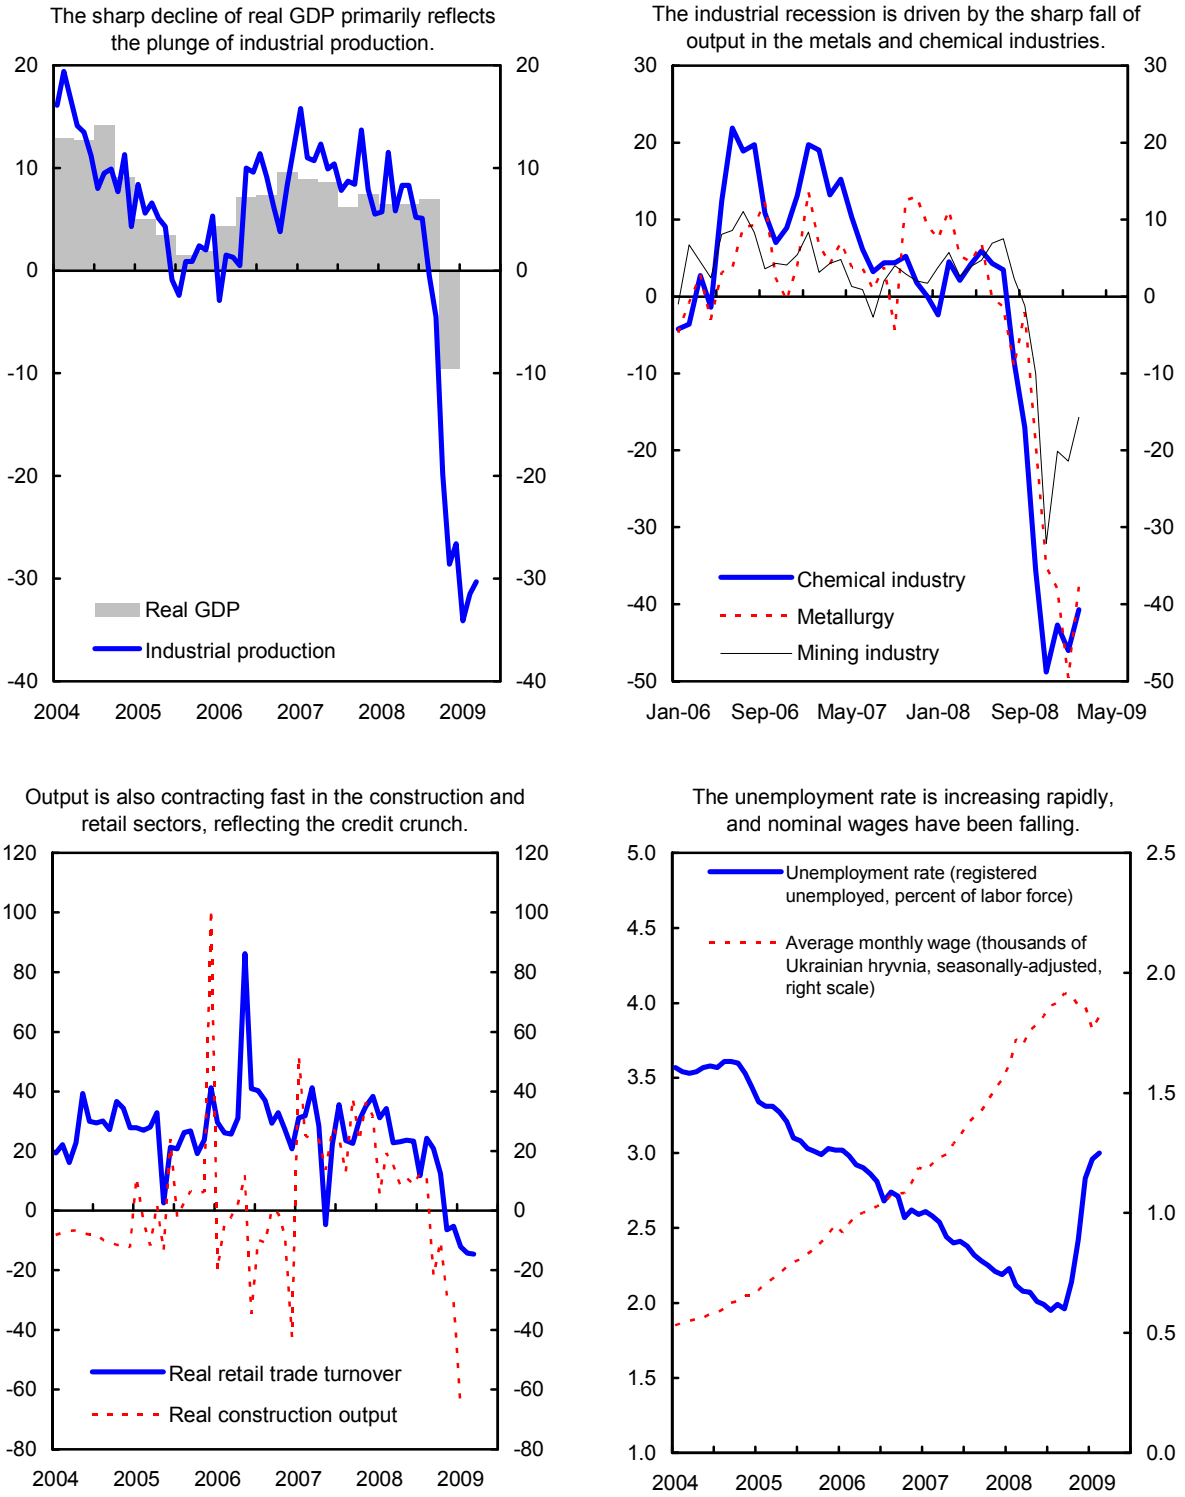 The sharp decline of real GDP primarily reflects
the plunge of industrial production.
20 20
10 10
0 0
-10 -10
-20 -20
-30 -30
-40 -40
Real GDP
Industrial production
2004 2005 2006 2007 2008 2009
The industrial recession is driven by the sharp fall of
output in the metals and chemical industries.
30 30
20 20
10 10
0 0
-10 -10
-20 -20
-30 -30
-40 -40
-50 -50
Chemical industry
Metallurgy
Mining industry
Jan-06 Sep-06 May-07 Jan-08 Sep-08 May-09
Output is also contracting fast in the construction and
retail sectors, reflecting the credit crunch.
120 120
100 100
80 80
60 60
40 40
20 20
0 0
-20 -20
-40 -40
-60 -60
-80 -80
Real retail trade turnover
Real construction output
2004 2005 2006 2007 2008 2009
The unemployment rate is increasing rapidly,
and nominal wages have been falling.
5.0 2.5
Unemployment rate (registered
unemployed, percent of labor force)
4.5
Average monthly wage (thousands of
Ukrainian hryvnia, seasonally-adjusted,
right scale)
2.0
4.0
3.5
1.5
3.0
2.5
1.0
2.0
0.5
1.5
1.0 0.0
2004 2005 2006 2007 2008 2009